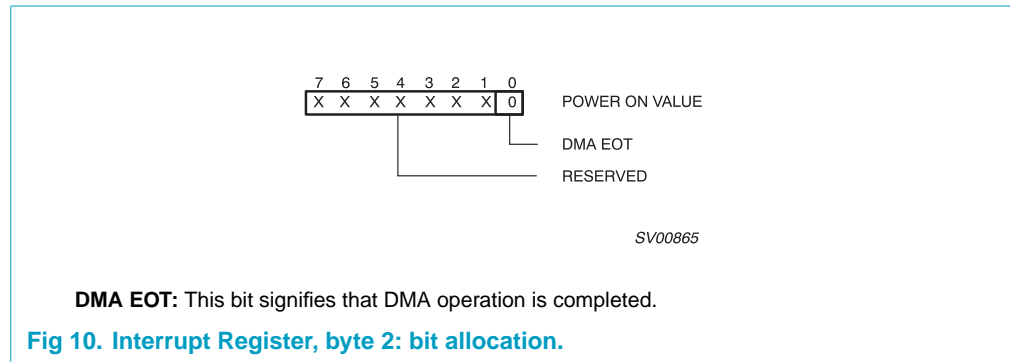 7 6 5 4 3 2 1 0
X X X X X X X 0 POWER ON VALUE
DMA EOT
RESERVED
SV00865
DMA EOT: This bit signifies that DMA operation is completed.
Fig 10. Interrupt Register, byte 2: bit allocation.